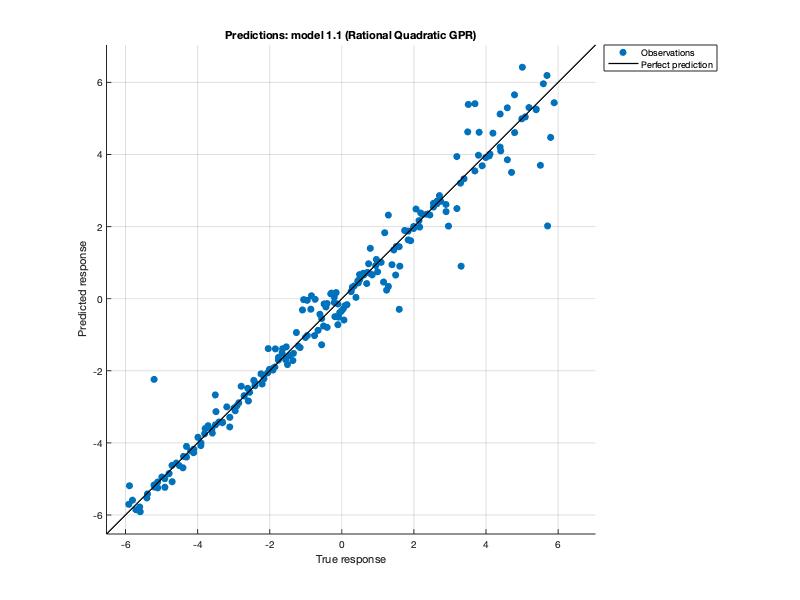 Predictions: model 1.1 (Rational Quadratic GPR)
Observations
Perfect prediction
6
4
2
0
-2
-4
-6
Predicted response
-6 -4 -2 0 2 4 6
True response